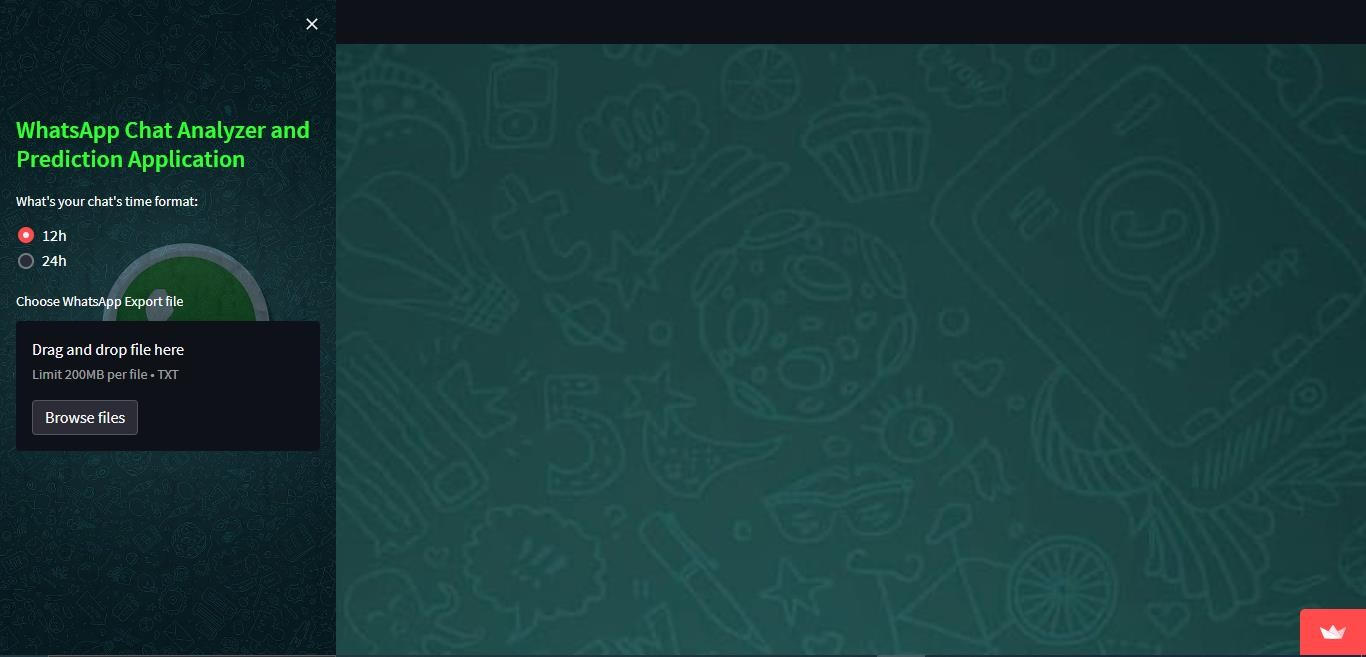 WhatsApp Chat Analyzer and
Prediction Application
What's your chat's time format:
12h
24h
Choose WhatsApp Export file
Drag and drop file here
Limit 200MB per file • TXT
Browse files
Whatsapp